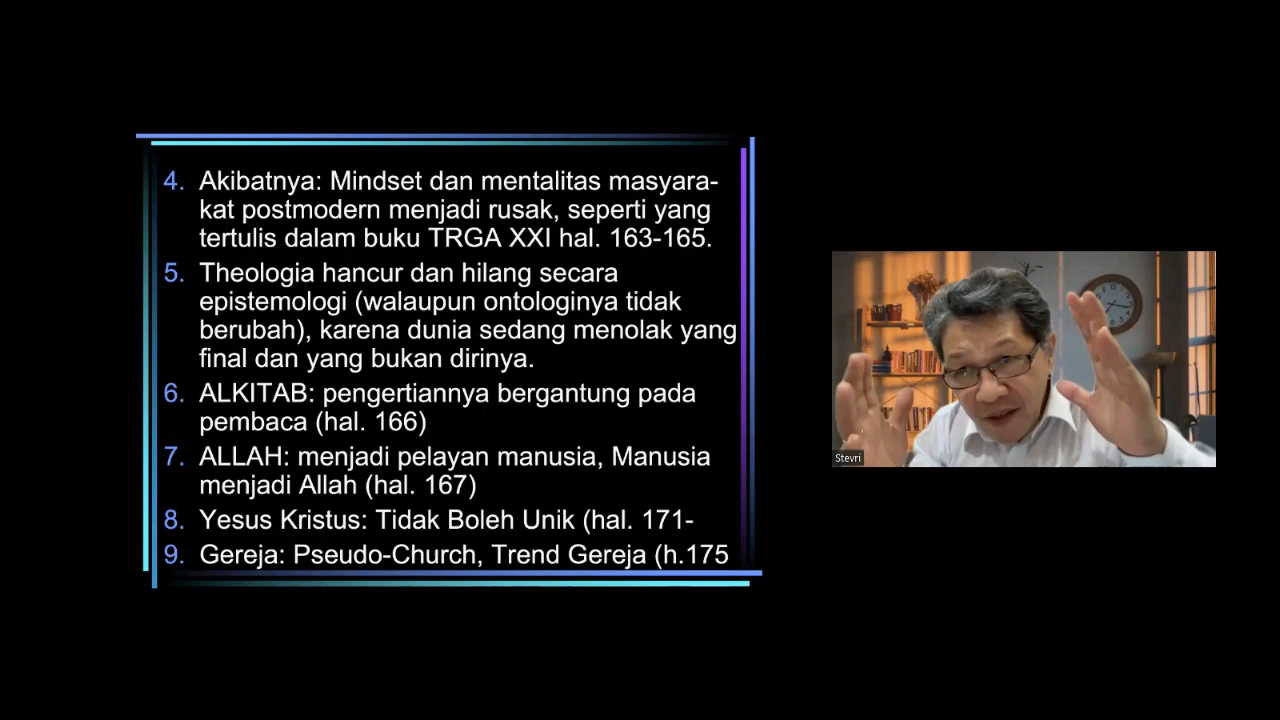 4. Akibatnya: Mindset dan mentalitas masyara-
kat postmodern menjadi rusak, seperti yang
tertulis dalam buku TRGA XXI hal. 163-165.
5. Theologia hancur dan hilang secara
epistemologi (walaupun ontologinya tidak
berubah), karena dunia sedang menolak yang
final dan yang bukan dirinya.
6. ALKITAB: pengertiannya bergantung pada
pembaca (hal. 166)
7. ALLAH: menjadi pelayan manusia, Manusia
menjadi Allah (hal. 167)
8. Yesus Kristus: Tidak Boleh Unik (hal. 171-
9. Gereja: Pseudo-Church, Trend Gereja (h.175
Stevri